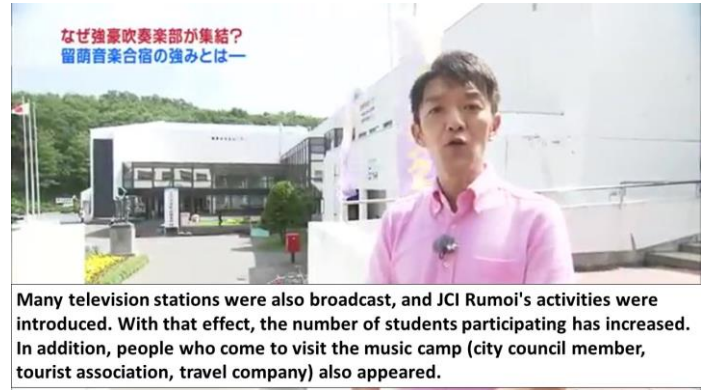 なぜ強豪吹奏楽部が集結?
留萌音楽合宿の強みとは―
Many television stations were also broadcast, and JCI Rumoi's activities were
introduced. With that effect, the number of students participating has increased.
In addition, people who come to visit the music camp (city council member,
tourist association, travel company) also appeared.